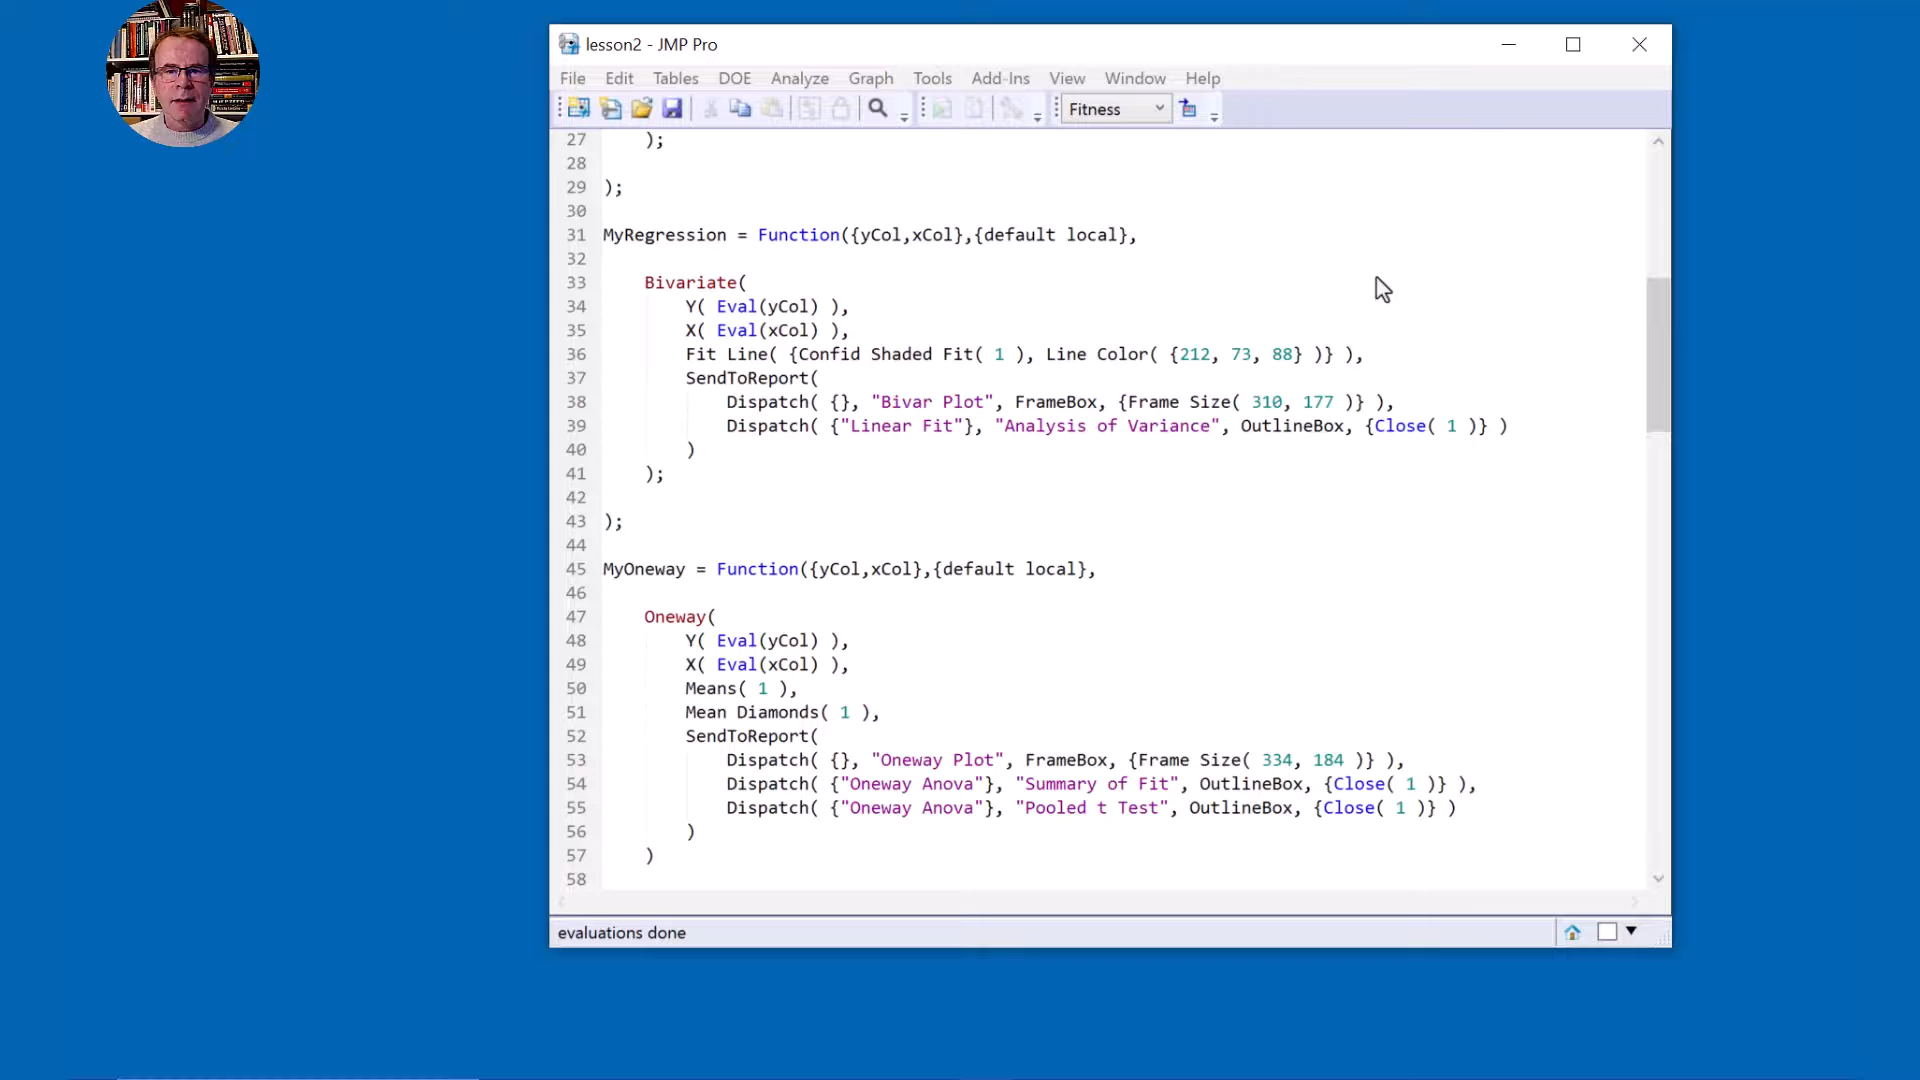 lesson2 - JMP Pro
File Edit Tables DOE Analyze Graph Tools Add-Ins View Window Help
Fitness
27 );
28
29 );
30
31 MyRegression = Function({yCol,xCol},{default local},
32
33 Bivariate(
34 Y( Eval(yCol) ),
35 X( Eval(xCol) ),
36 Fit Line( {Confid Shaded Fit( 1 ), Line Color( {212, 73, 88} )} ),
37 SendToReport(
38 Dispatch( {}, "Bivar Plot", FrameBox, {Frame Size( 310, 177 )} ),
39 Dispatch( {"Linear Fit"}, "Analysis of Variance", OutlineBox, {Close( 1 )} )
40 )
41 );
42
43 );
44
45 MyOneway = Function({yCol,xCol},{default local},
46
47 Oneway(
48 Y( Eval(yCol) ),
49 X( Eval(xCol) ),
50 Means( 1 ),
51 Mean Diamonds( 1 ),
52 SendToReport(
53 Dispatch( {}, "Oneway Plot", FrameBox, {Frame Size( 334, 184 )} ),
54 Dispatch( {"Oneway Anova"}, "Summary of Fit", OutlineBox, {Close( 1 )} ),
55 Dispatch( {"Oneway Anova"}, "Pooled t Test", OutlineBox, {Close( 1 )} )
56 )
57 )
58
evaluations done